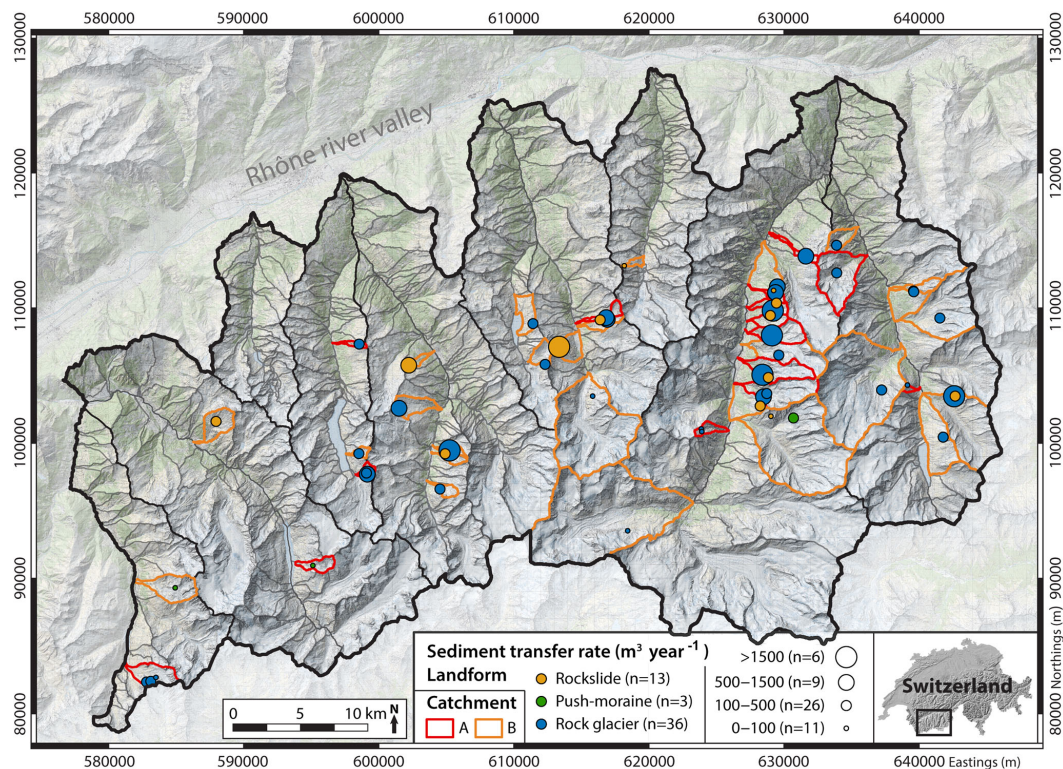 580000 590000 600000 610000 620000 630000 640000
130000 130000
120000 120000
110000 110000
100000 100000
90000 90000
80000 80000
Northings (m)
Rhône river valley
0 5 10 km
N
Sediment transfer rate (m³ year⁻¹)
Landform
Rockslide (n=13)
Push-moraine (n=3)
Rock glacier (n=36)
Catchment
A B
>1500 (n=6)
500–1500 (n=9)
100–500 (n=26)
0–100 (n=11)
Switzerland
580000 590000 600000 610000 620000 630000 640000 Eastings (m)